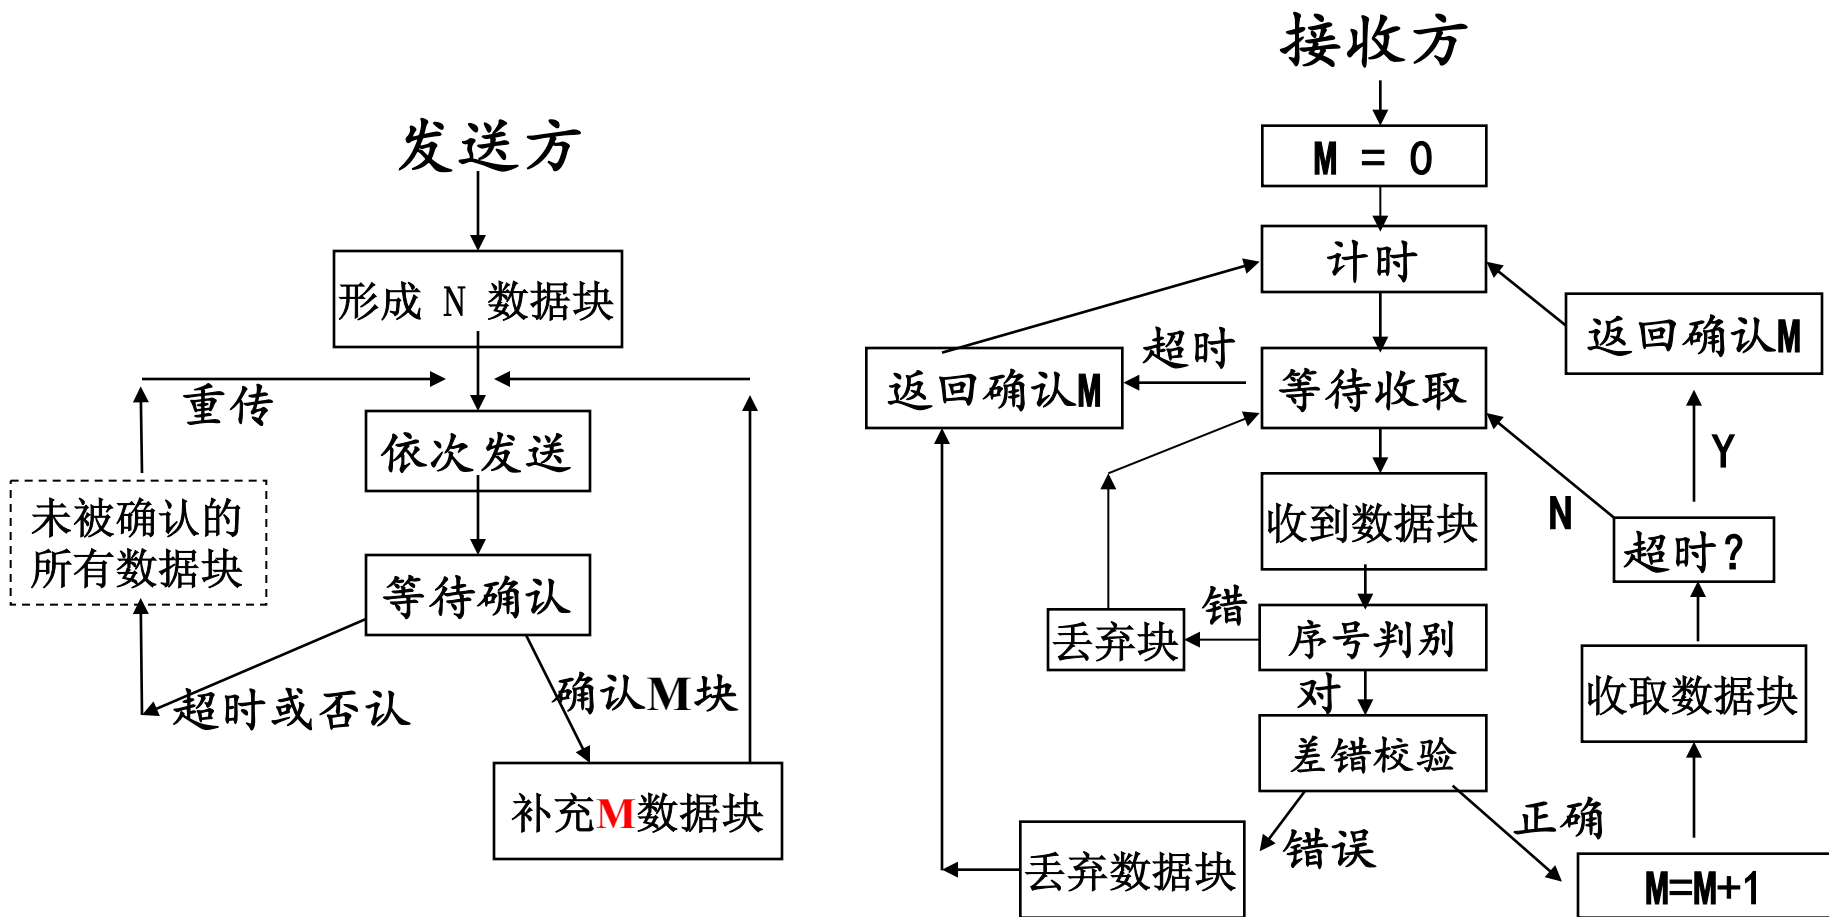 发送方
形成 N 数据块
重传
依次发送
未被确认的
所有数据块
等待确认
超时或否认
确认M块
补充M数据块
接收方
M = 0
计时
返回确认M
超时
等待收取
返回确认M
Y
N
收到数据块
超时?
错
丢弃块
序号判别
对
收取数据块
差错校验
正确
错误
丢弃数据块
M=M+1